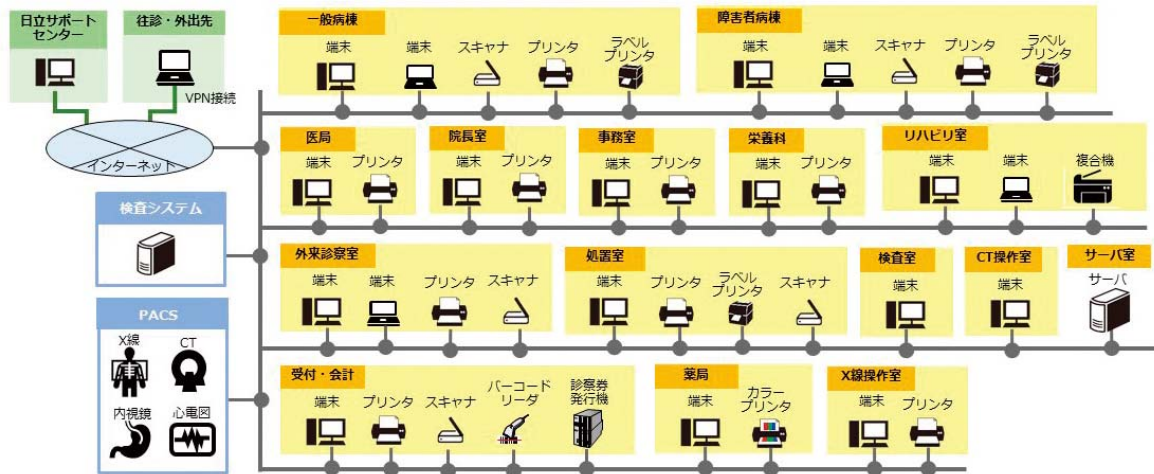 日立サポート
センター
往診・外出先
VPN接続
インターネット
検査システム
PACS
X線
CT
内視鏡
心電図
一般病棟
端末
端末
スキャナ
プリンタ
ラベル
プリンタ
障害者病棟
端末
端末
スキャナ
プリンタ
ラベル
プリンタ
医局
端末
プリンタ
院長室
端末
プリンタ
事務室
端末
プリンタ
栄養科
端末
プリンタ
リハビリ室
端末
端末
複合機
外来診察室
端末
端末
プリンタ
スキャナ
処置室
端末
プリンタ
ラベル
プリンタ
スキャナ
検査室
端末
CT操作室
端末
サーバ室
サーバ
受付・会計
端末
プリンタ
スキャナ
バーコード
リーダ
診察券
発行機
薬局
端末
カラー
プリンタ
X線操作室
端末
プリンタ